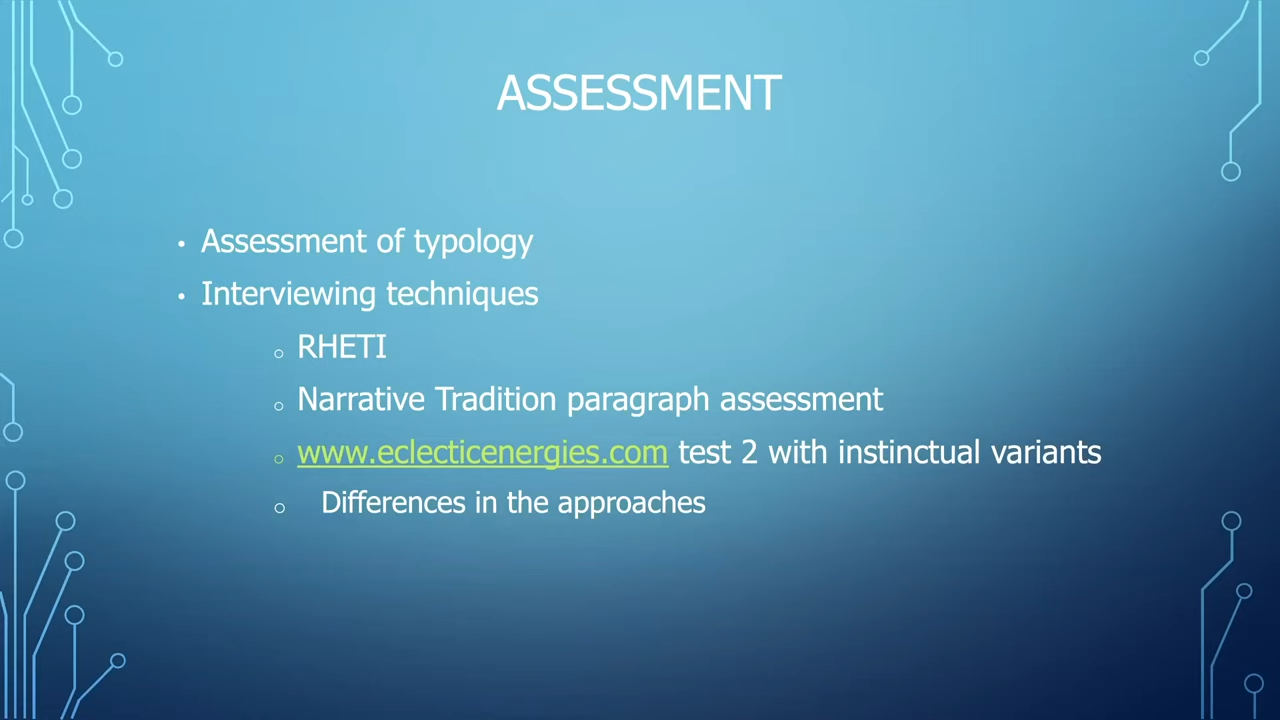 ASSESSMENT
• Assessment of typology
• Interviewing techniques
○ RHETI
○ Narrative Tradition paragraph assessment
○ www.eclecticenergies.com test 2 with instinctual variants
○ Differences in the approaches